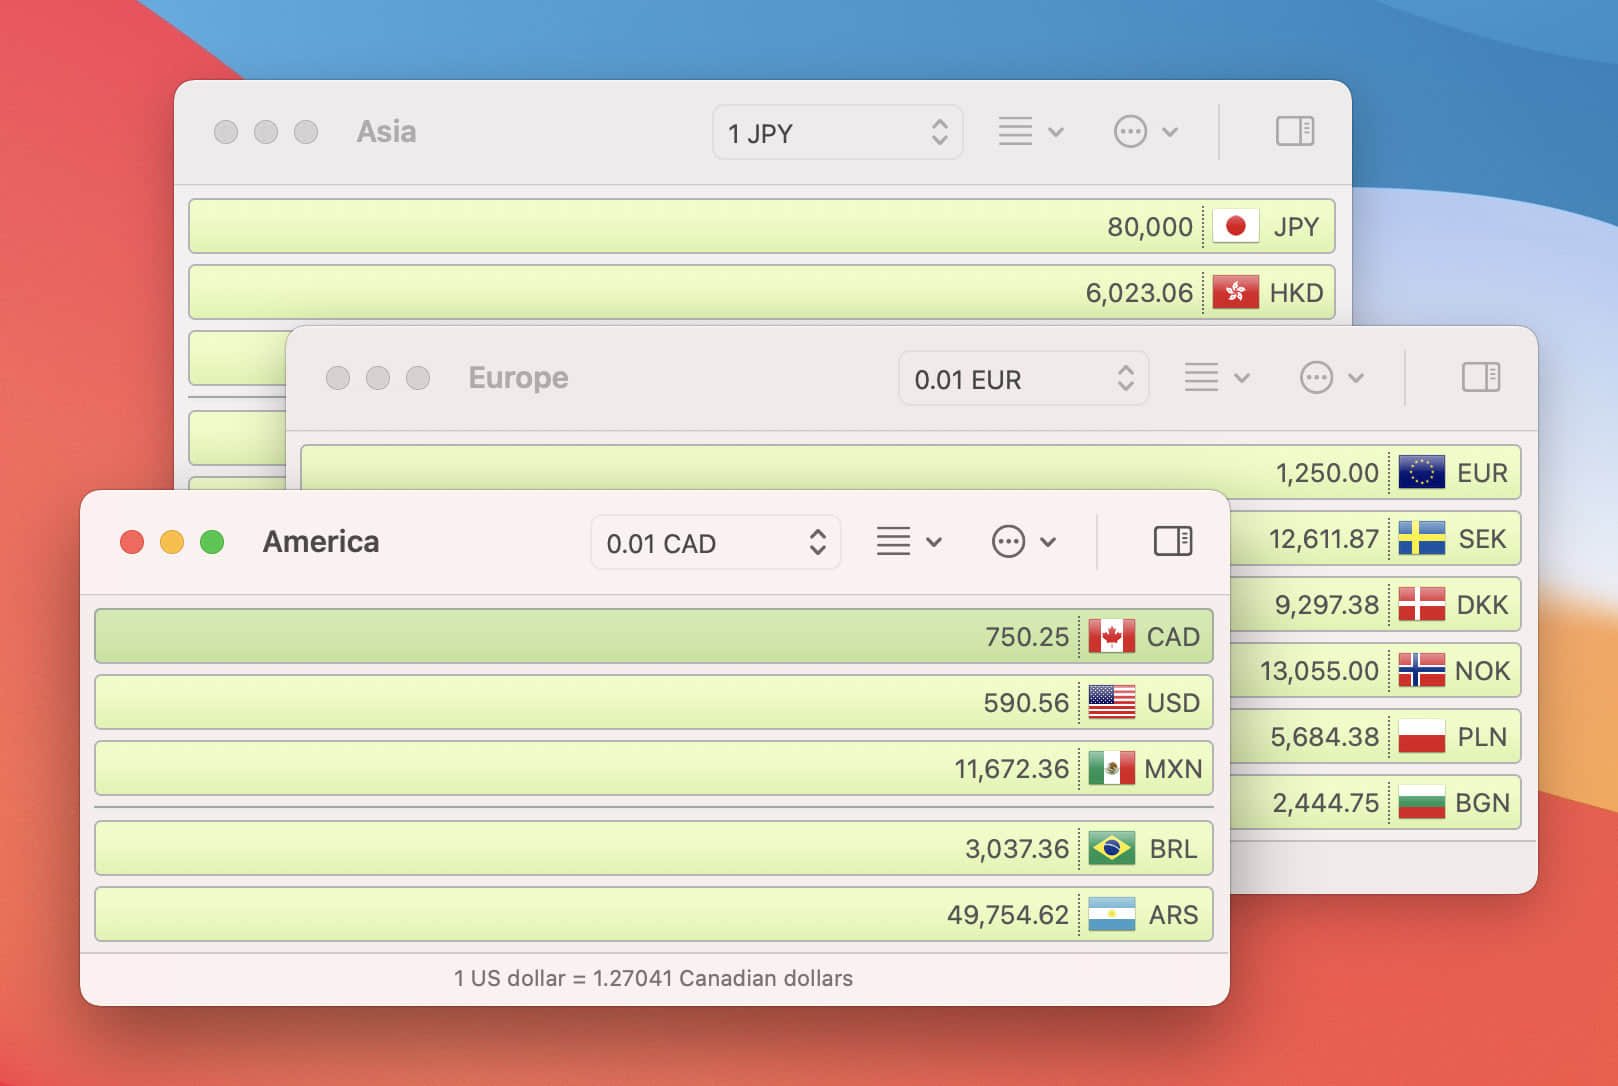 Asia 1 JPY
80,000 JPY
6,023.06 HKD
Europe 0.01 EUR
1,250.00 EUR
12,611.87 SEK
9,297.38 DKK
13,055.00 NOK
5,684.38 PLN
2,444.75 BGN
America 0.01 CAD
750.25 CAD
590.56 USD
11,672.36 MXN
3,037.36 BRL
49,754.62 ARS
1 US dollar = 1.27041 Canadian dollars